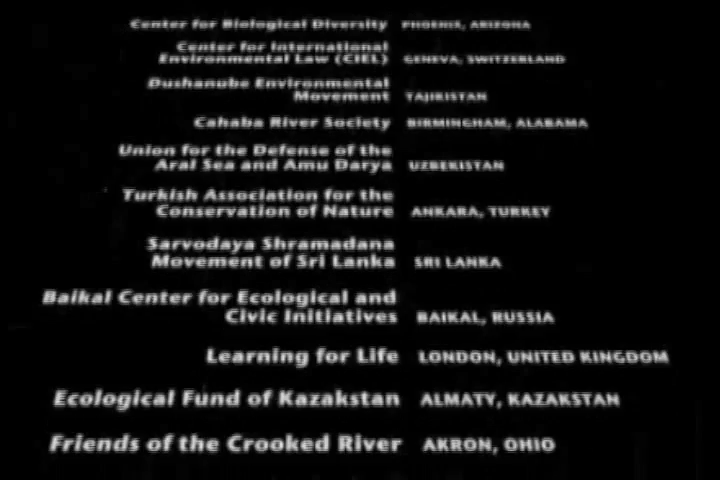 Center for Biological Diversity PHOENIX, ARIZONA
Center for International
Environmental Law (CIEL) GENEVA, SWITZERLAND
Dushanube Environmental
Movement TAJIKISTAN
Cahaba River Society BIRMINGHAM, ALABAMA
Union for the Defense of the
Aral Sea and Amu Darya UZBEKISTAN
Turkish Association for the
Conservation of Nature ANKARA, TURKEY
Sarvodaya Shramadana
Movement of Sri Lanka SRI LANKA
Baikal Center for Ecological and
Civic Initiatives BAIKAL, RUSSIA
Learning for Life LONDON, UNITED KINGDOM
Ecological Fund of Kazakstan ALMATY, KAZAKSTAN
Friends of the Crooked River AKRON, OHIO